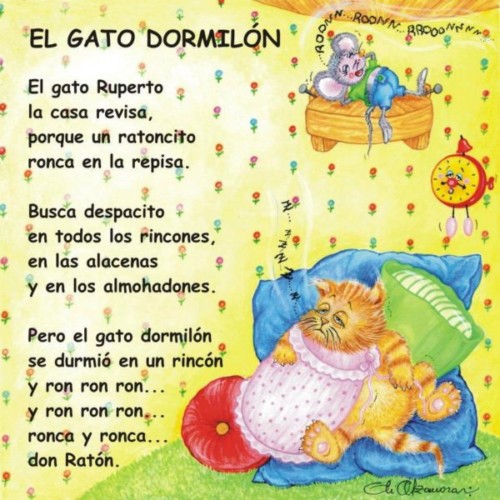 EL GATO DORMILÓN
El gato Ruperto
la casa revisa,
porque un ratoncito
ronca en la repisa.
Busca despacito
en todos los rincones,
en las alacenas
y en los almohadones.
Pero el gato dormilón
se durmió en un rincón
y ron ron ron...
y ron ron ron...
ronca y ronca...
don Ratón.